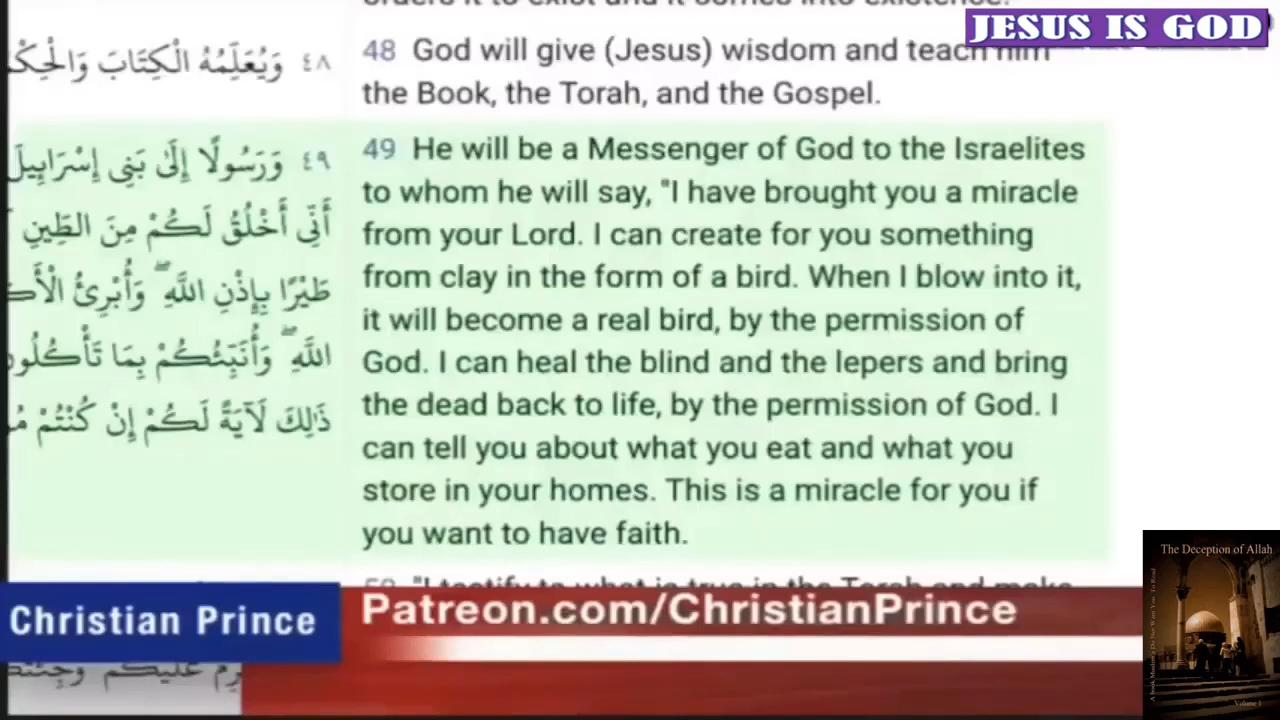 JESUS IS GOD
٤٨ وَيُعَلِّمُهُ الْكِتَابَ
48 God will give (Jesus) wisdom and teach him
the Book, the Torah, and the Gospel.
٤٩ وَرَسُولًا إِلَىٰ بَنِي إِسْرَائِيلَ
أَنِّي أَخْلُقُ لَكُمْ مِنَ الطِّينِ
طَيْرًا بِإِذْنِ اللَّهِ ۖ وَأُبْرِئُ
اللَّهِ ۖ وَأُنَبِّئُكُمْ بِمَا
ذَٰلِكَ لَآيَةً لَكُمْ إِنْ كُنْتُمْ
49 He will be a Messenger of God to the Israelites
to whom he will say, "I have brought you a miracle
from your Lord. I can create for you something
from clay in the form of a bird. When I blow into it,
it will become a real bird, by the permission of
God. I can heal the blind and the lepers and bring
the dead back to life, by the permission of God. I
can tell you about what you eat and what you
store in your homes. This is a miracle for you if
you want to have faith.
Christian Prince
Patreon.com/ChristianPrince
The Deception of Allah
Volume 1